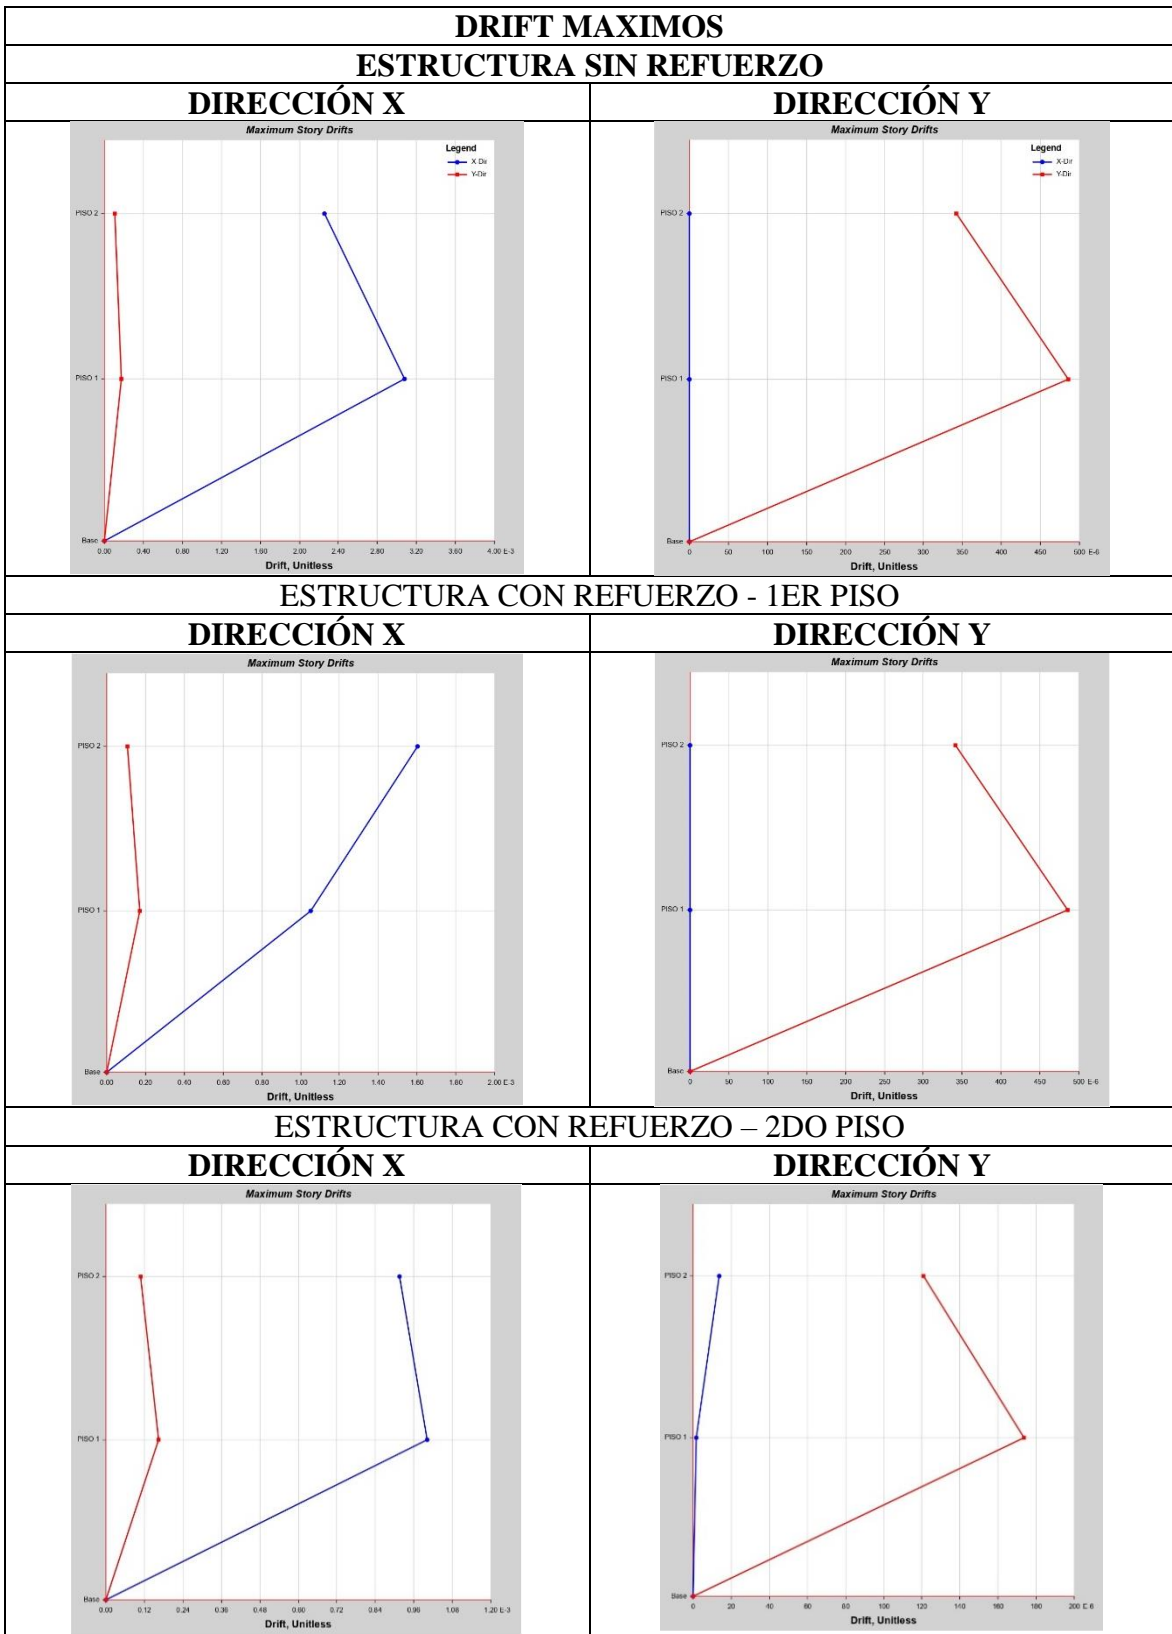 DRIFT MAXIMOS
ESTRUCTURA SIN REFUERZO
DIRECCIÓN X
DIRECCIÓN Y
Maximum Story Drifts
Legend
X Dir
Y-Dir
PISO 2
PISO 1
Base
0.00 0.40 0.80 1.20 1.60 2.00 2.40 2.80 3.20 3.60 4.00 E-3
Drift, Unitless
Maximum Story Drifts
Legend
X-Dir
Y-Dir
PISO 2
PISO 1
Base
0 50 100 150 200 250 300 350 400 450 500 E-6
Drift, Unitless
ESTRUCTURA CON REFUERZO - 1ER PISO
DIRECCIÓN X
DIRECCIÓN Y
Maximum Story Drifts
PISO 2
PISO 1
Base
0.00 0.20 0.40 0.60 0.80 1.00 1.20 1.40 1.60 1.80 2.00 E-3
Drift, Unitless
Maximum Story Drifts
PISO 2
PISO 1
Base
0 50 100 150 200 250 300 350 400 450 500 E-6
Drift, Unitless
ESTRUCTURA CON REFUERZO – 2DO PISO
DIRECCIÓN X
DIRECCIÓN Y
Maximum Story Drifts
PISO 2
PISO 1
Base
0.00 0.12 0.24 0.36 0.48 0.60 0.72 0.84 0.96 1.08 1.20 E-3
Drift, Unitless
Maximum Story Drifts
PISO 2
PISO 1
Base
0 20 40 60 80 100 120 140 160 180 200 E-6
Drift, Unitless